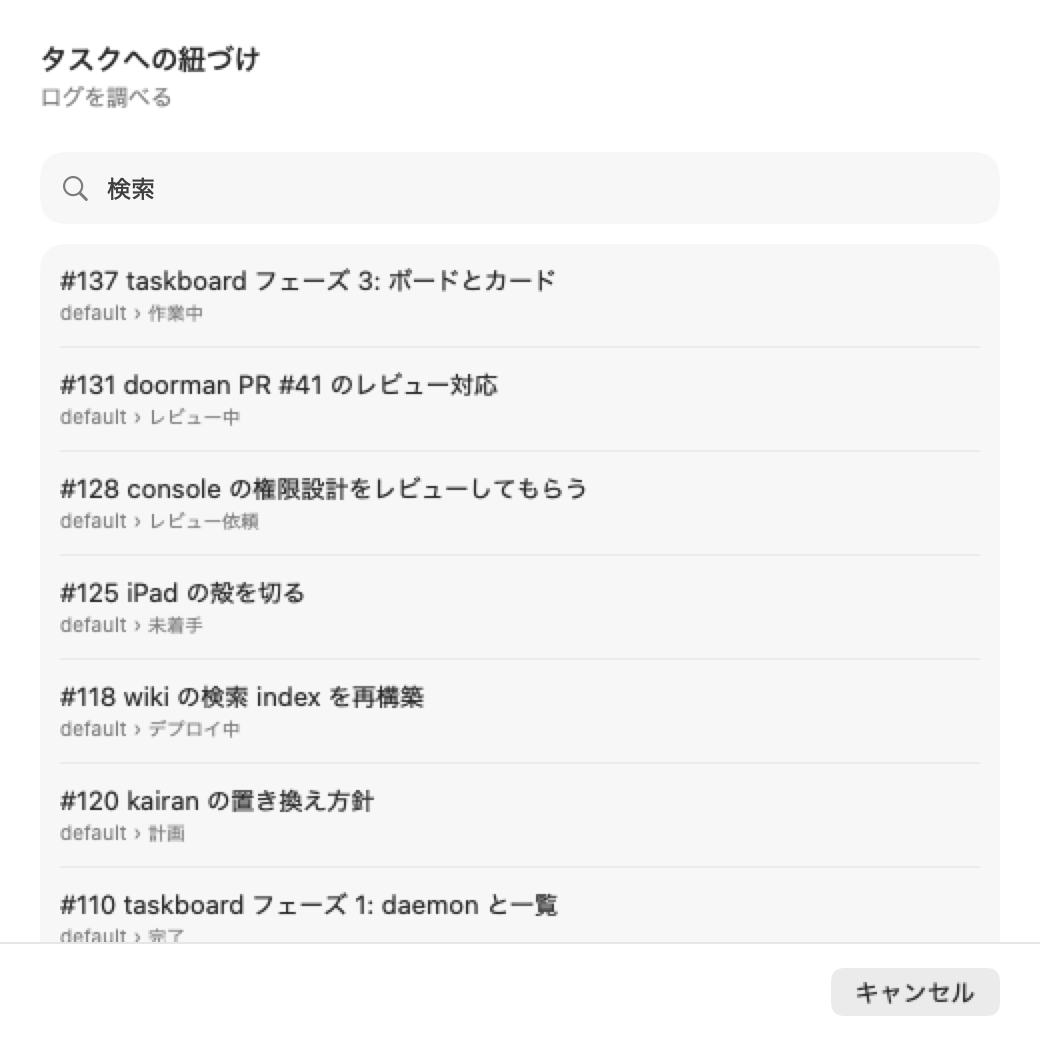 タスクへの紐づけ
ログを調べる
検索
#137 taskboard フェーズ 3: ボードとカード
default › 作業中
#131 doorman PR #41 のレビュー対応
default › レビュー中
#128 console の権限設計をレビューしてもらう
default › レビュー依頼
#125 iPad の殻を切る
default › 未着手
#118 wiki の検索 index を再構築
default › デプロイ中
#120 kairan の置き換え方針
default › 計画
#110 taskboard フェーズ 1: daemon と一覧
default › 完了
キャンセル